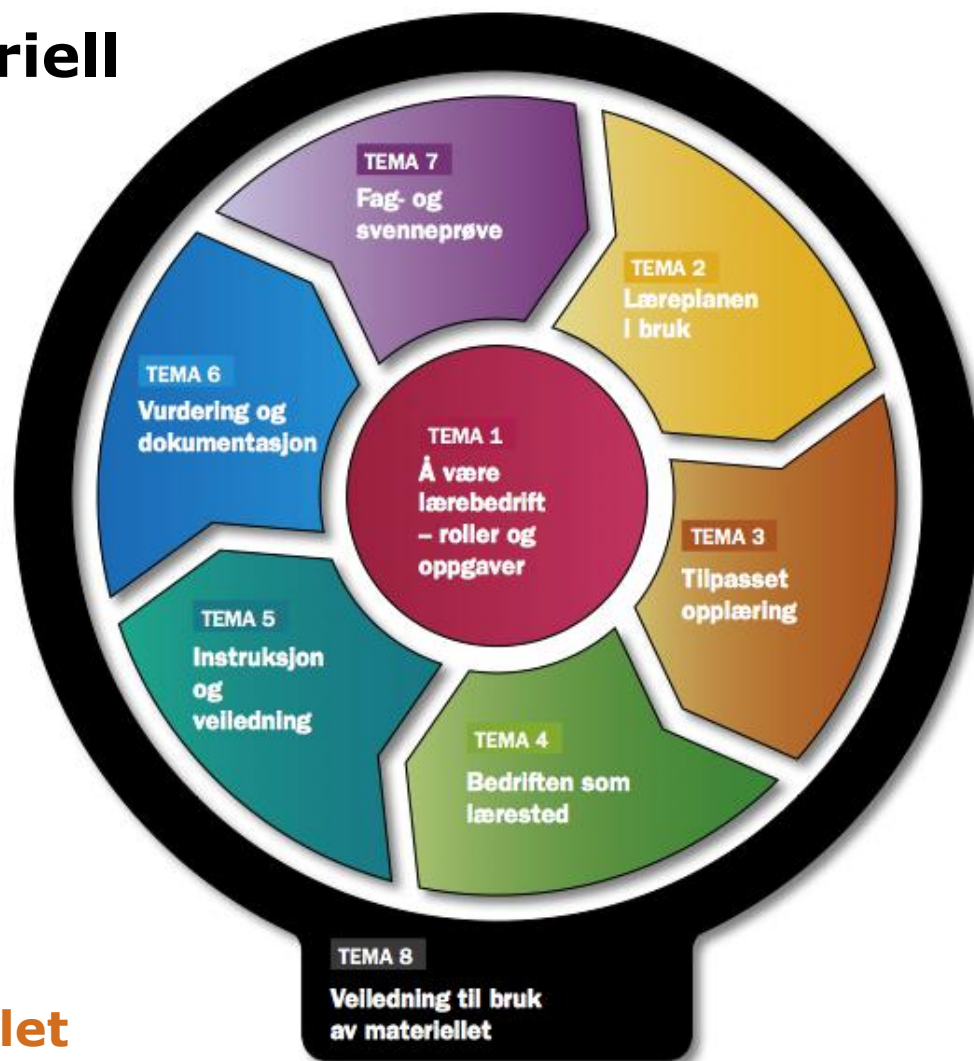 riell
TEMA 7
Fag- og
svenneprøve
TEMA 2
Læreplanen
i bruk
TEMA 6
Vurdering og
dokumentasjon
TEMA 1
Å være
lærebedrift
– roller og
oppgaver
TEMA 3
Tilpasset
opplæring
TEMA 5
Instruksjon
og
veiledning
TEMA 4
Bedriften som
lærested
TEMA 8
Veiledning til bruk
av materiellet
let